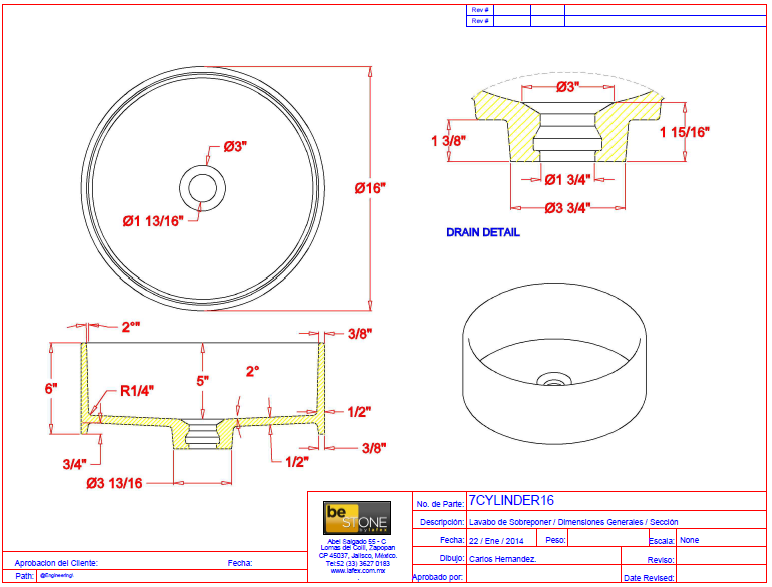 Rev #
Rev #
Ø3"
Ø16"
Ø1 13/16"
Ø3"
1 3/8"
1 15/16"
Ø1 3/4"
Ø3 3/4"
DRAIN DETAIL
2°"
3/8"
6"
5"
2°
R1/4"
1/2"
3/4"
3/8"
1/2"
Ø3 13/16
be
STONE
by lafex
Abel Salgado 55 - C
Lomas del Colli, Zapopan
CP 45037, Jalisco, México.
Tel:52 (33) 3627 0183
www.lafex.com.mx
No. de Parte: 7CYLINDER16
Descripción: Lavabo de Sobreponer / Dimensiones Generales / Sección
Fecha: 22 / Ene / 2014 Peso: Escala: None
Dibujo: Carlos Hernandez. Reviso:
Aprobado por: Date Revised:
Aprobacion del Cliente: Fecha:
Path: @Engineering\